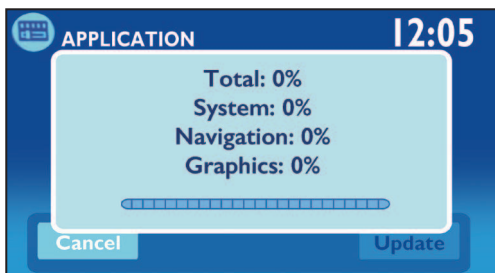 APPLICATION 12:05
Total: 0%
System: 0%
Navigation: 0%
Graphics: 0%
Cancel Update